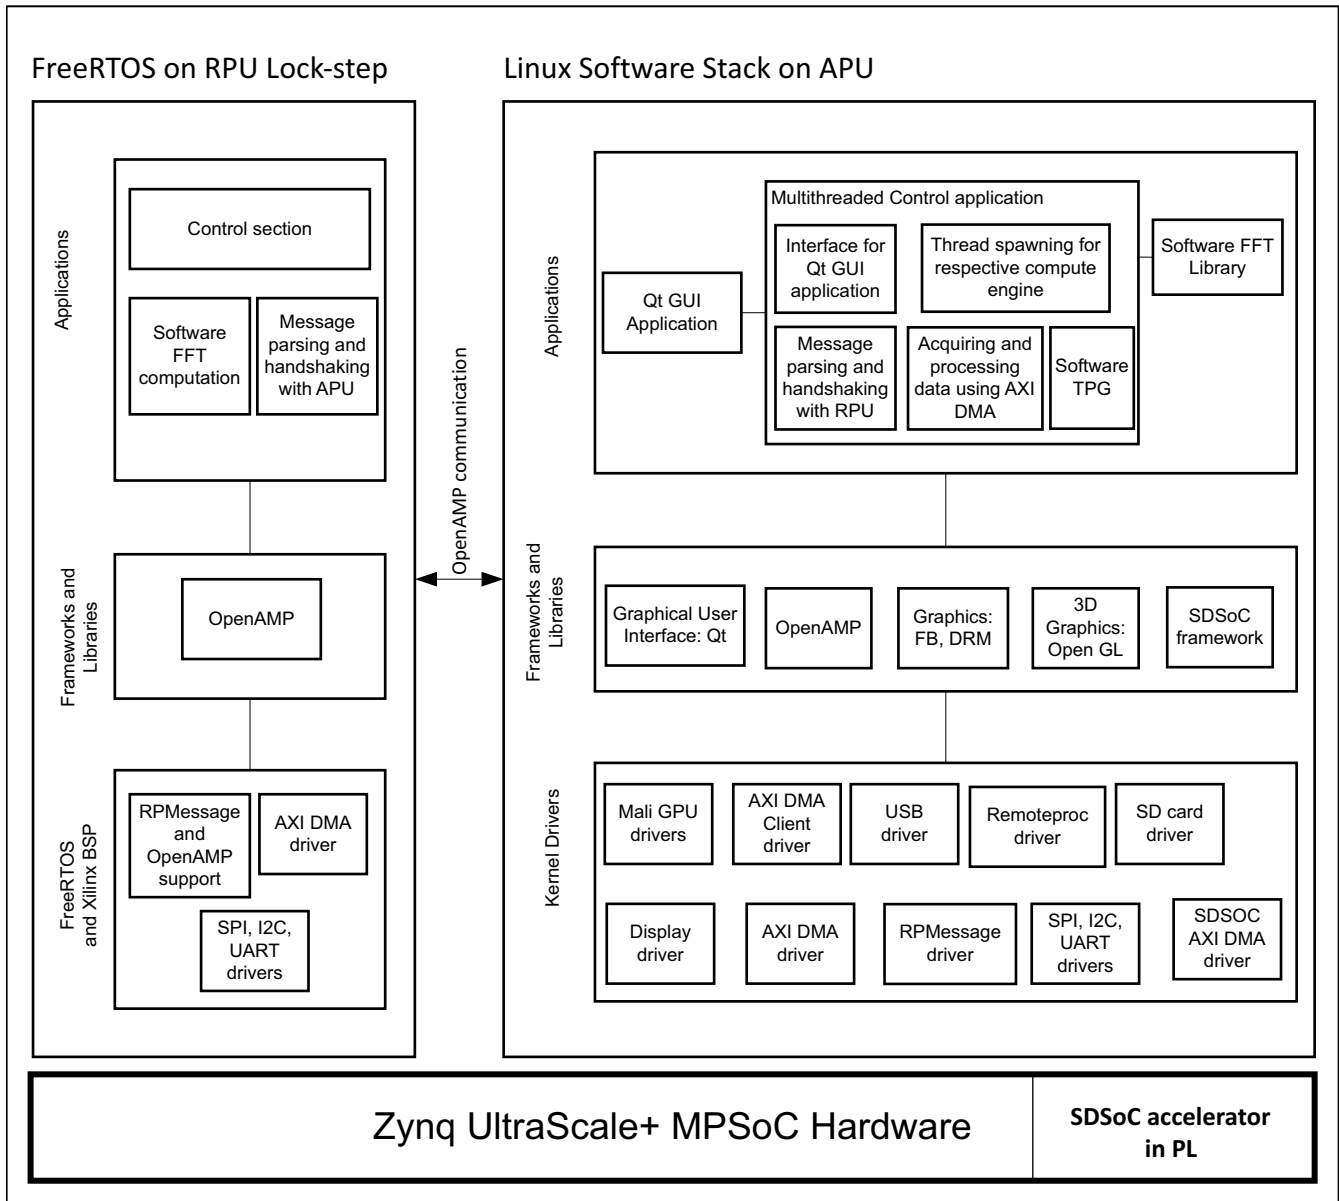 FreeRTOS on RPU Lock-step
Applications
Control section
Software
FFT
computation
Message
parsing and
handshaking
with APU
Frameworks and
Libraries
OpenAMP
FreeRTOS
and Xilinx BSP
RPMessage
and
OpenAMP
support
AXI DMA
driver
SPI, I2C,
UART
drivers
OpenAMP communication
Linux Software Stack on APU
Applications
Qt GUI
Application
Multithreaded Control application
Interface for
Qt GUI
application
Thread spawning for
respective compute
engine
Message
parsing and
handshaking
with RPU
Acquiring and
processing
data using AXI
DMA
Software
TPG
Software FFT
Library
Frameworks and
Libraries
Graphical User
Interface: Qt
OpenAMP
Graphics:
FB, DRM
3D
Graphics:
Open GL
SDSoC
framework
Kernel Drivers
Mali GPU
drivers
AXI DMA
Client
driver
USB
driver
Remoteproc
driver
SD card
driver
Display
driver
AXI DMA
driver
RPMessage
driver
SPI, I2C,
UART
drivers
SDSOC
AXI DMA
driver
Zynq UltraScale+ MPSoC Hardware
SDSoC accelerator
in PL